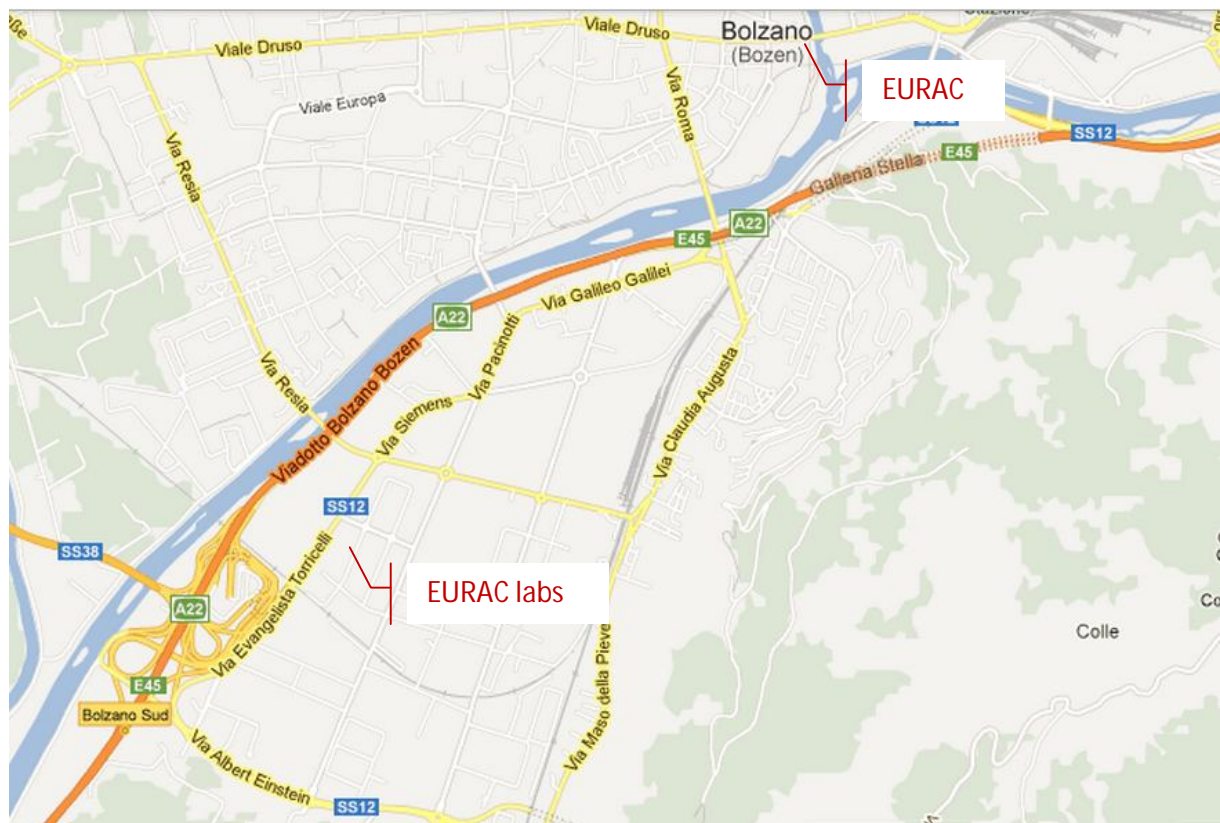 Stazione
Viale Druso
Viale Druso
Bolzano
(Bozen)
EURAC
Viale Europa
Via Roma
SS12
E45
Galleria Stella
Via Resia
A22
E45
Via Galileo Galilei
A22
Via Pacinotti
Via Resia
Viadotto Bolzano Bozen
Via Siemens
Via Claudia Augusta
SS12
SS38
EURAC labs
A22
Via Evangelista Torricelli
Colle
E45
Bolzano Sud
Via Maso della Pieve
Via Albert Einstein
SS12